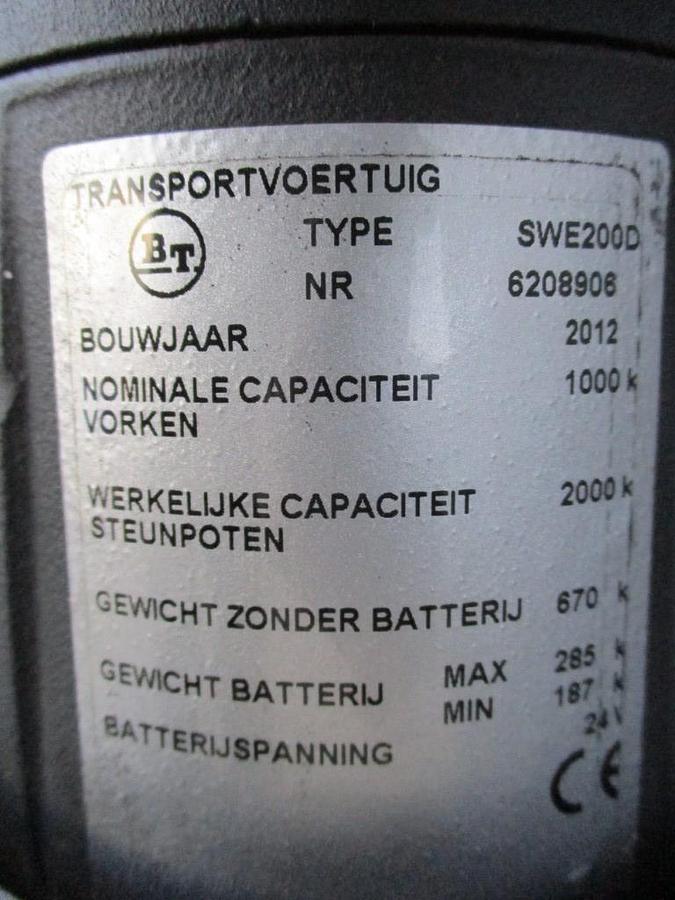 TRANSPORTVOERTUIG
BT
TYPE SWE200D
NR 6208906
BOUWJAAR 2012
NOMINALE CAPACITEIT 1000 k
VORKEN
WERKELIJKE CAPACITEIT 2000 k
STEUNPOTEN
GEWICHT ZONDER BATTERIJ 670 k
GEWICHT BATTERIJ MAX 285 k
MIN 187 k
BATTERIJSPANNING 24V
CE